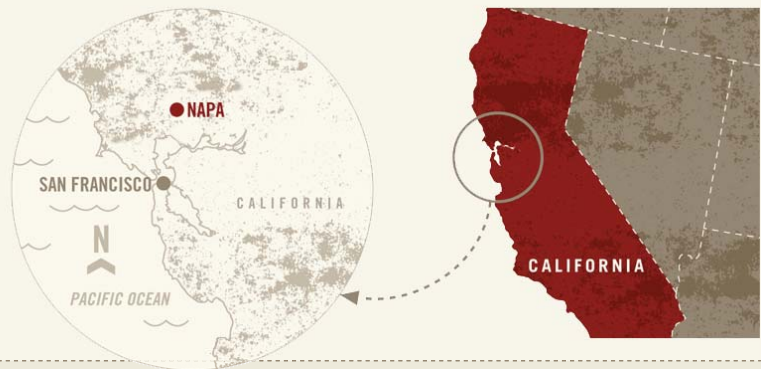 NAPA
SAN FRANCISCO
CALIFORNIA
N
PACIFIC OCEAN
CALIFORNIA